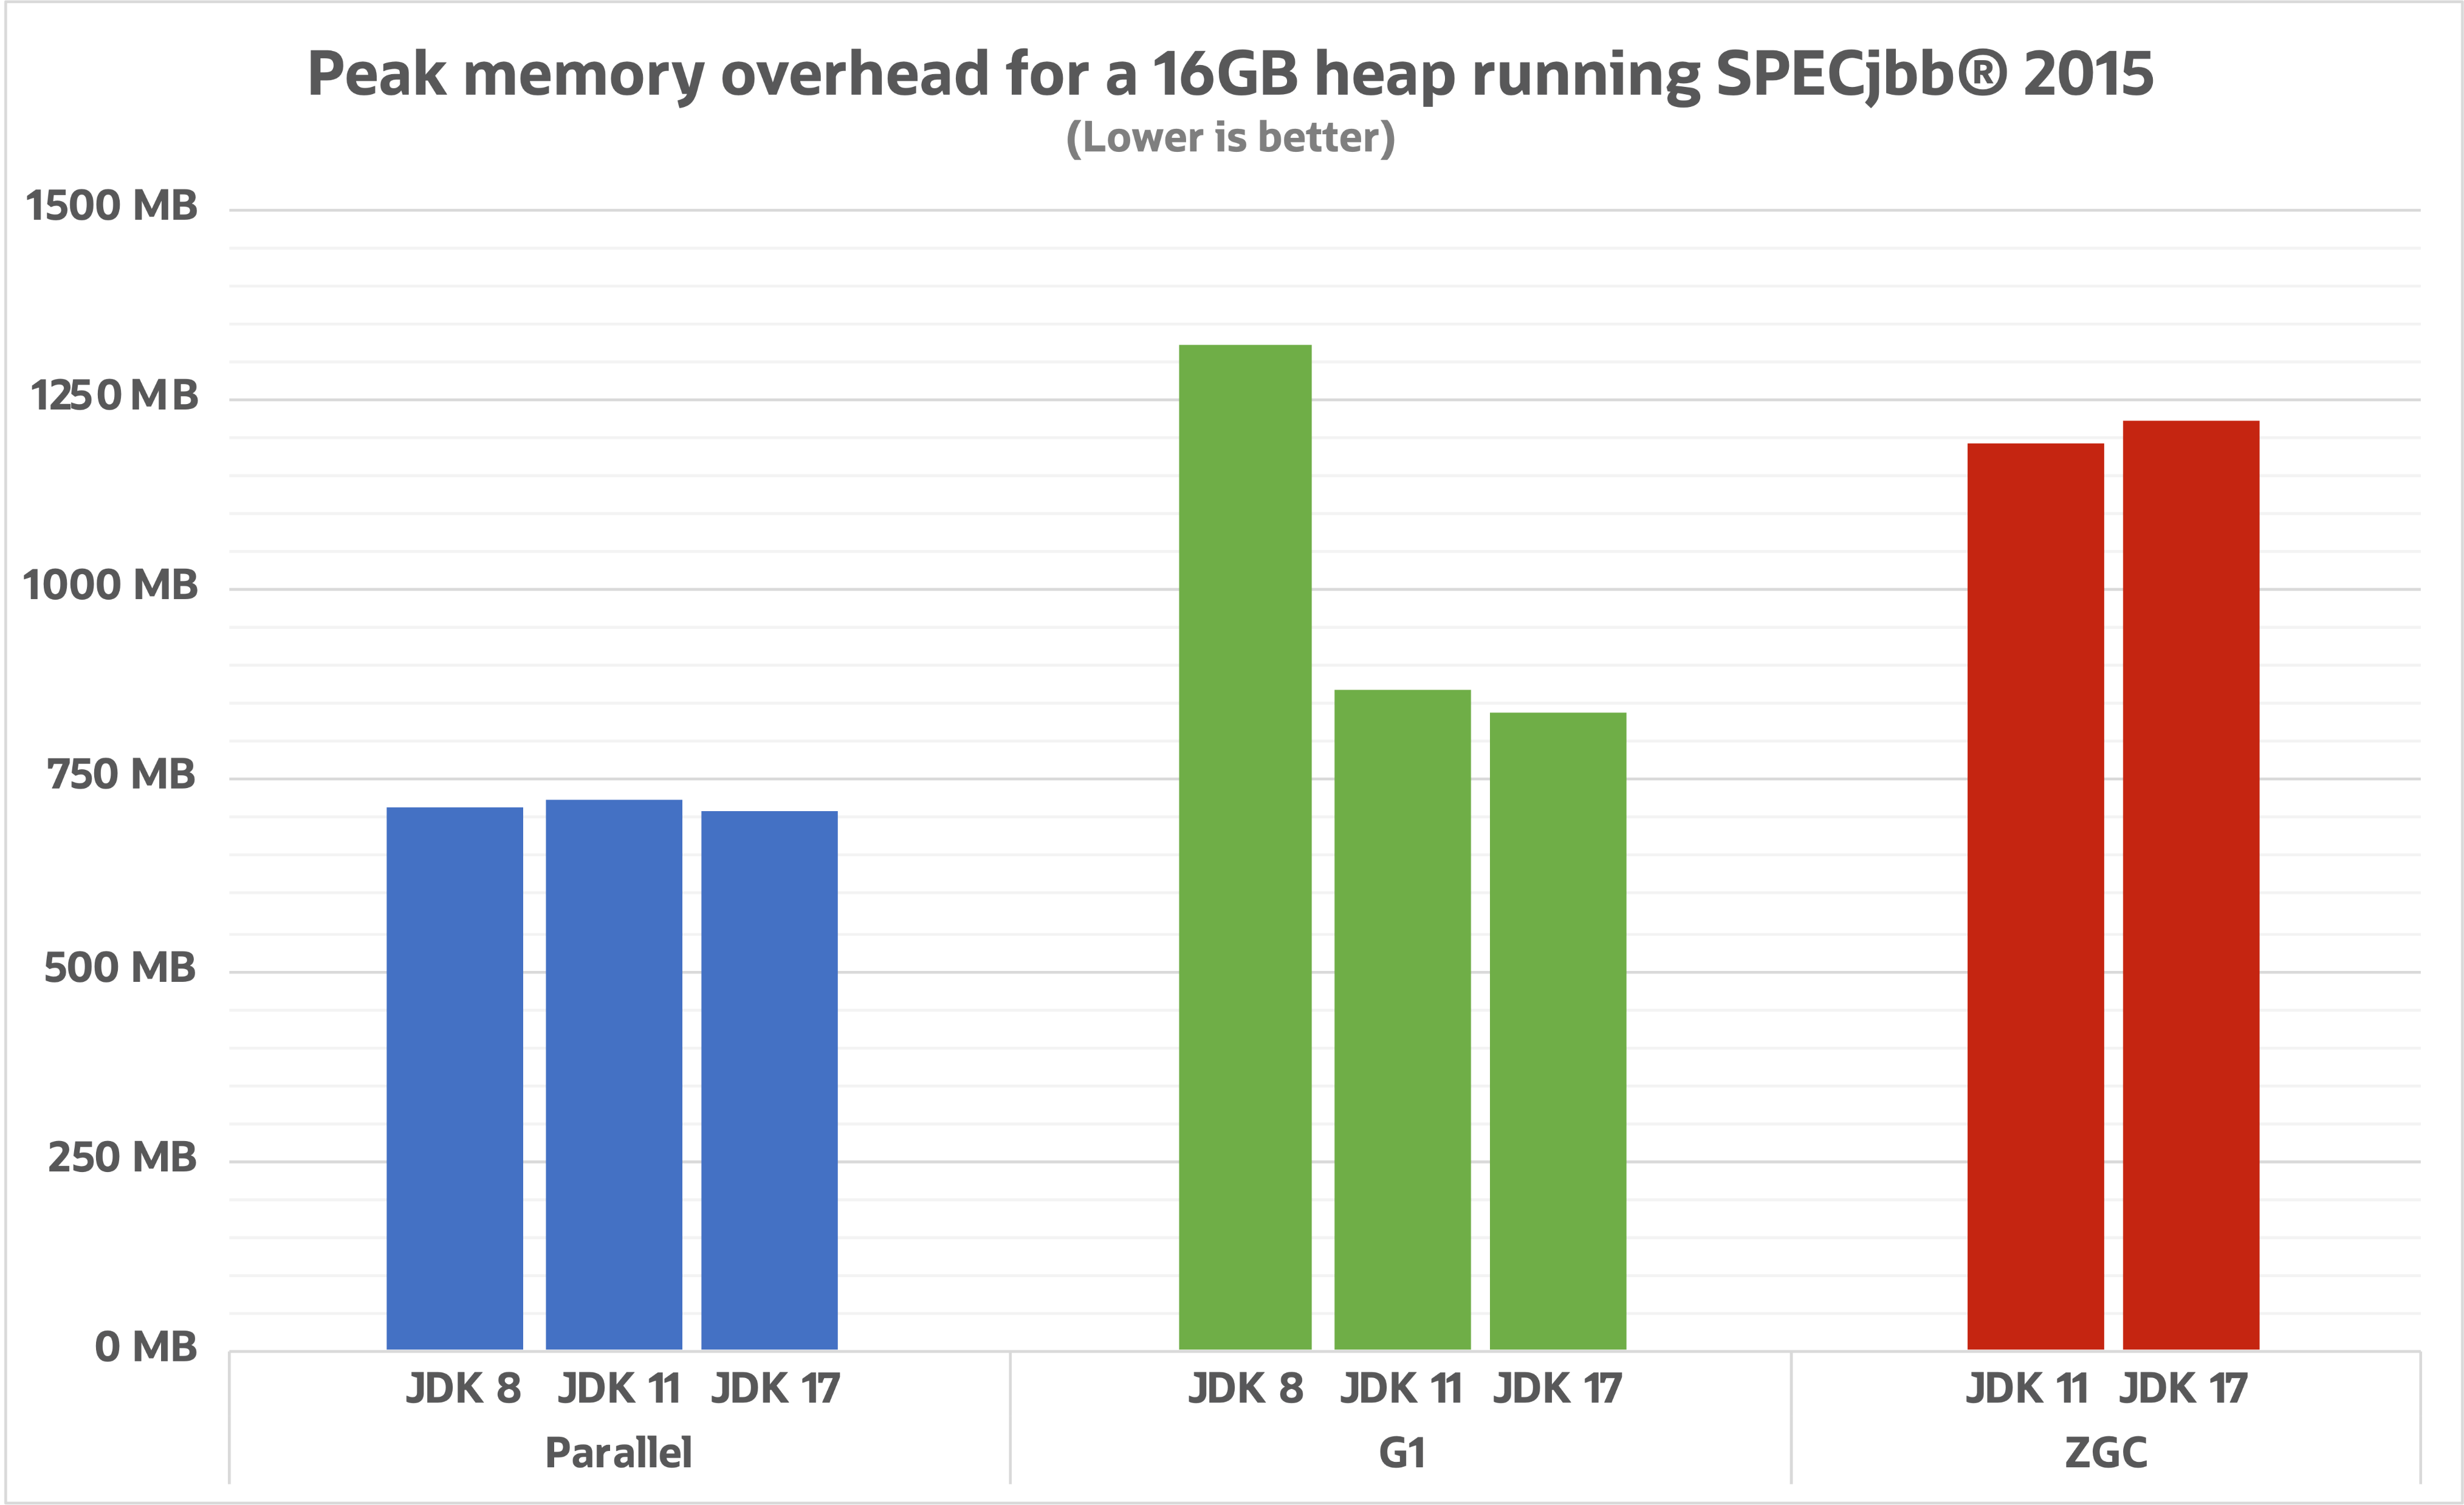 Peak memory overhead for a 16GB heap running SPECjbb® 2015
(Lower is better)
1500 MB
1250 MB
1000 MB
750 MB
500 MB
250 MB
0 MB
JDK 8 JDK 11 JDK 17 JDK 8 JDK 11 JDK 17 JDK 11 JDK 17
Parallel G1 ZGC